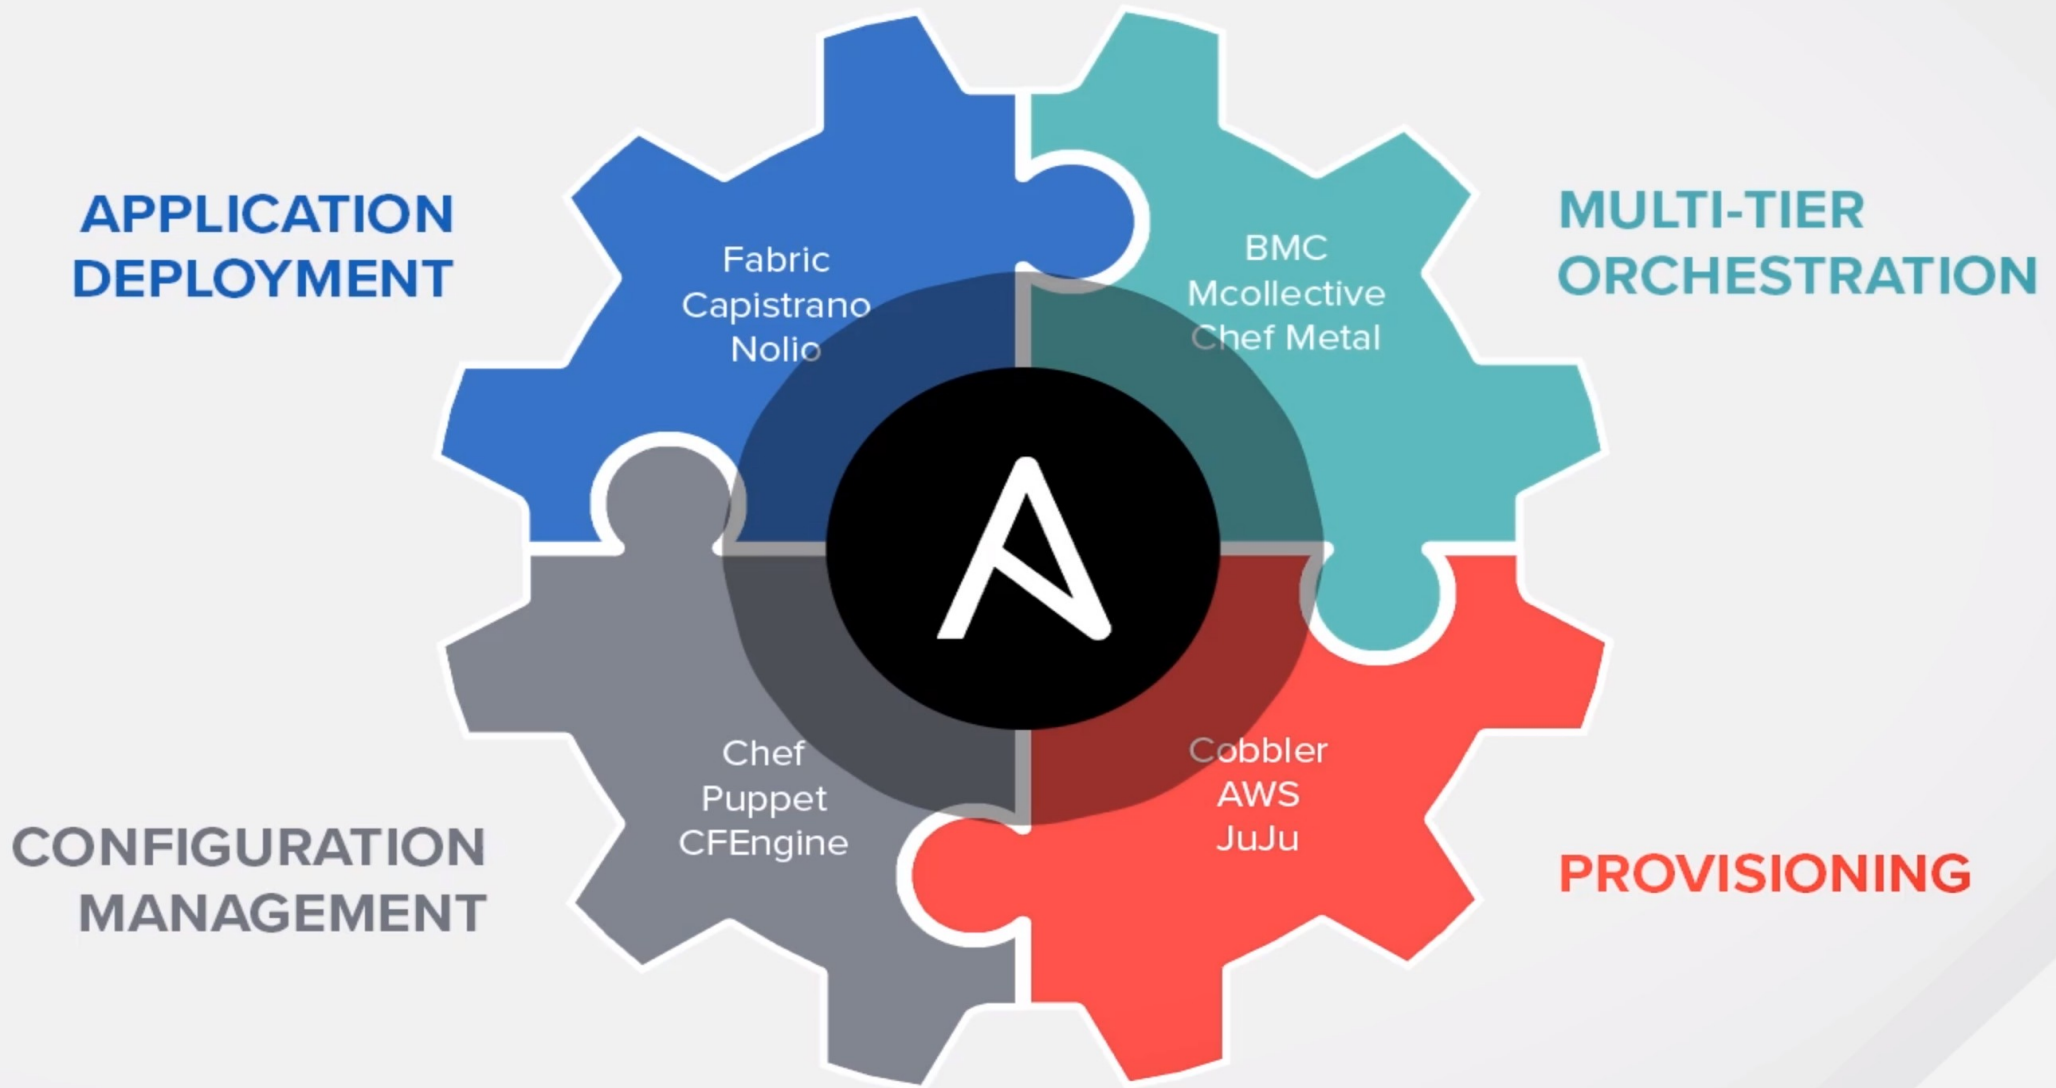 APPLICATION
DEPLOYMENT
Fabric
Capistrano
Nolio
BMC
Mcollective
Chef Metal
MULTI-TIER
ORCHESTRATION
CONFIGURATION
MANAGEMENT
Chef
Puppet
CFEngine
Cobbler
AWS
JuJu
PROVISIONING